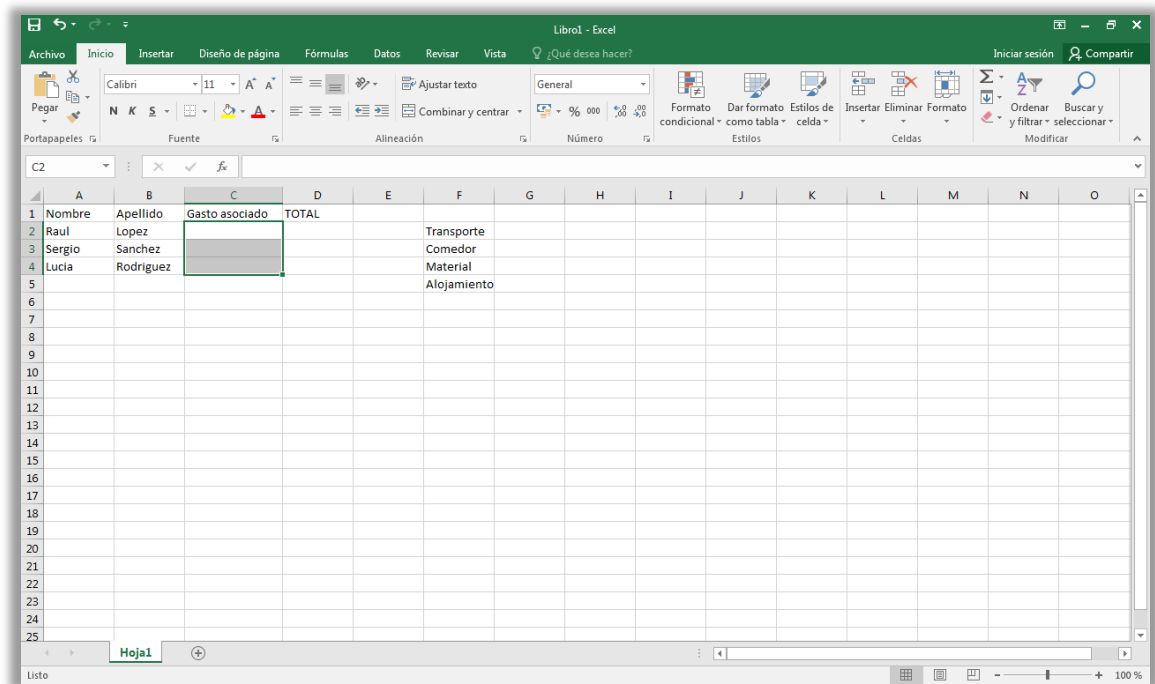 Libro1 - Excel
Archivo Inicio Insertar Diseño de página Fórmulas Datos Revisar Vista ¿Qué desea hacer? Iniciar sesión Compartir
Calibri 11 A A Ajustar texto General
Pegar N K S A Combinar y centrar % 000 Formato condicional Dar formato como tabla Estilos de celda Insertar Eliminar Formato Ordenar y filtrar Buscar y seleccionar
Portapapeles Fuente Alineación Número Estilos Celdas Modificar
C2 fx
A B C D E F G H I J K L M N O
1 Nombre Apellido Gasto asociado TOTAL
2 Raul Lopez Transporte
3 Sergio Sanchez Comedor
4 Lucia Rodriguez Material
5 Alojamiento
6
7
8
9
10
11
12
13
14
15
16
17
18
19
20
21
22
23
24
25
Hoja1
Listo 100 %